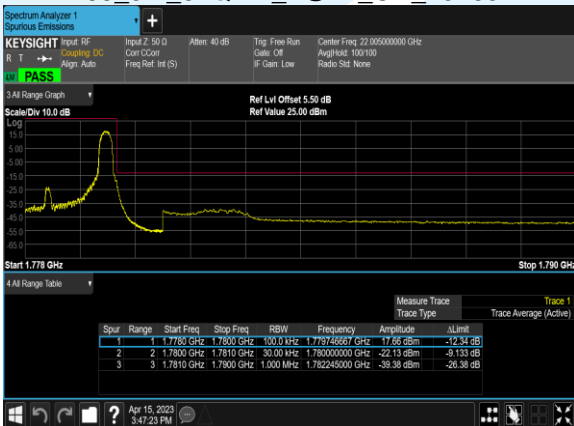 Spectrum Analyzer 1
Spurious Emissions
KEYSIGHT Input: RF Input Z: 50 Ω Atten: 40 dB Trig: Free Run Center Freq: 22.005000000 GHz
R T Coupling: DC Corr CCorr Gate: Off Avg|Hold: 100/100
Align: Auto Freq Ref: Int (S) IF Gain: Low Radio Std: None
PASS
3 All Range Graph
Ref Lvl Offset 5.50 dB
Scale/Div 10.0 dB Ref Value 25.00 dBm
Log
15.0
5.00
-5.00
-15.0
-25.0
-35.0
-45.0
-55.0
-65.0
Start 1.778 GHz Stop 1.790 GHz
4 All Range Table
Measure Trace Trace 1
Trace Type Trace Average (Active)
Spur Range Start Freq Stop Freq RBW Frequency Amplitude ΔLimit
1 1 1.7780 GHz 1.7800 GHz 100.0 kHz 1.779746667 GHz 17.66 dBm -12.34 dB
2 2 1.7800 GHz 1.7810 GHz 30.00 kHz 1.780000000 GHz -22.13 dBm -9.133 dB
3 3 1.7810 GHz 1.7900 GHz 1.000 MHz 1.782245000 GHz -39.38 dBm -26.38 dB
Apr 15, 2023
3:47:23 PM